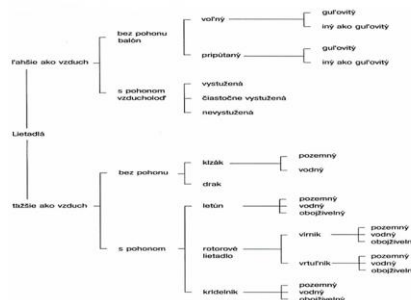 guľovitý
voľný
iný ako guľovitý
bez pohonu
balón
guľovitý
pripútaný
iný ako guľovitý
ľahšie ako vzduch
vystužená
s pohonom
vzducholoď
čiastočne vystužená
nevystužená
Lietadlá
pozemný
klzák
bez pohonu
vodný
drak
ťažšie ako vzduch
pozemný
letún
vodný
obojživelný
pozemný
vírnik
vodný
obojživelný
s pohonom
rotorové
lietadlo
pozemný
vrtuľník
vodný
obojživelný
pozemný
krídelník
vodný
obojživelný